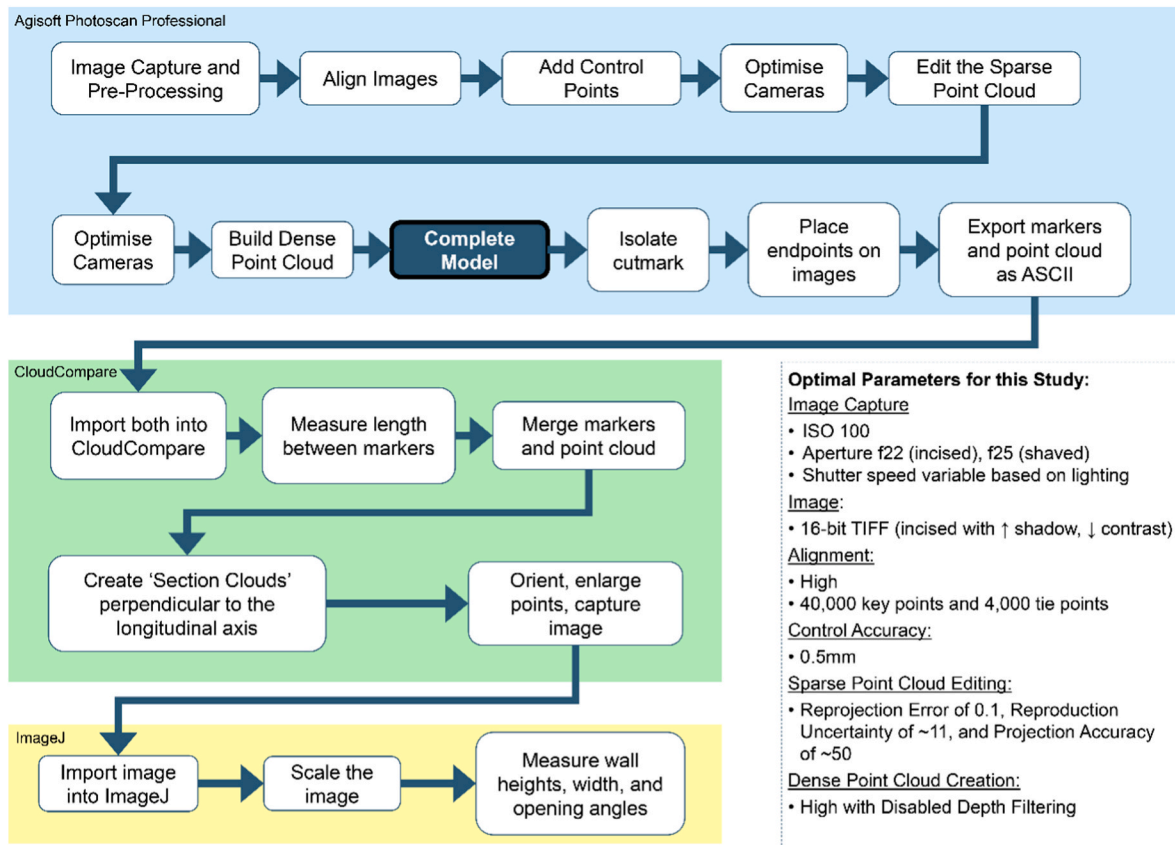 Agisoft Photoscan Professional
Image Capture and
Pre-Processing
Align Images
Add Control
Points
Optimise
Cameras
Edit the Sparse
Point Cloud
Optimise
Cameras
Build Dense
Point Cloud
Complete
Model
Isolate
cutmark
Place
endpoints on
images
Export markers
and point cloud
as ASCII
CloudCompare
Import both into
CloudCompare
Measure length
between markers
Merge markers
and point cloud
Create ‘Section Clouds’
perpendicular to the
longitudinal axis
Orient, enlarge
points, capture
image
ImageJ
Import image
into ImageJ
Scale the
image
Measure wall
heights, width, and
opening angles
Optimal Parameters for this Study:
Image Capture
• ISO 100
• Aperture f22 (incised), f25 (shaved)
• Shutter speed variable based on lighting
Image:
• 16-bit TIFF (incised with ↑ shadow, ↓ contrast)
Alignment:
• High
• 40,000 key points and 4,000 tie points
Control Accuracy:
• 0.5mm
Sparse Point Cloud Editing:
• Reprojection Error of 0.1, Reproduction
Uncertainty of ~11, and Projection Accuracy
of ~50
Dense Point Cloud Creation:
• High with Disabled Depth Filtering